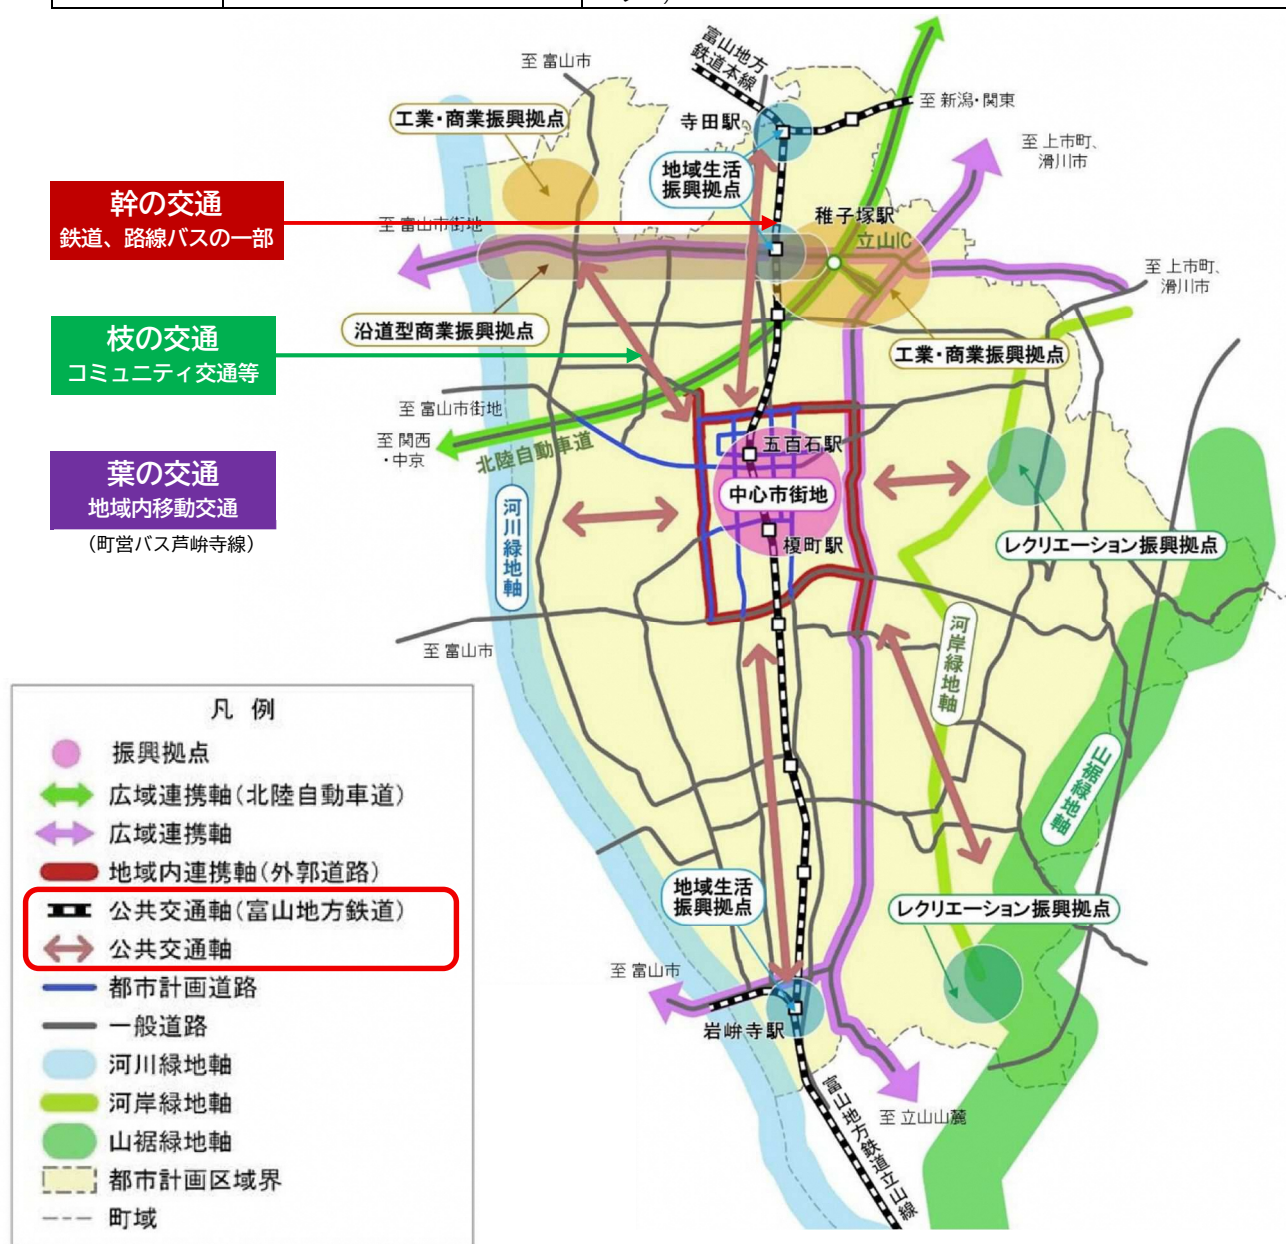 至 富山市
富山地方
鉄道本線
至 新潟・関東
工業・商業振興拠点
寺田駅
至 上市町、
滑川市
地域生活
振興拠点
幹の交通
鉄道、路線バスの一部
至 富山市街地
稚子塚駅
立山IC
至 上市町、
滑川市
沿道型商業振興拠点
工業・商業振興拠点
枝の交通
コミュニティ交通等
至 富山市街地
至 関西
・中京
北陸自動車道
五百石駅
葉の交通
地域内移動交通
(町営バス芦峅寺線)
中心市街地
河川緑地軸
榎町駅
レクリエーション振興拠点
至 富山市
河岸緑地軸
山裾緑地軸
地域生活
振興拠点
レクリエーション振興拠点
至 富山市
岩峅寺駅
富山地方鉄道立山線
至 立山山麓
凡 例
振興拠点
広域連携軸(北陸自動車道)
広域連携軸
地域内連携軸(外郭道路)
公共交通軸(富山地方鉄道)
公共交通軸
都市計画道路
一般道路
河川緑地軸
河岸緑地軸
山裾緑地軸
都市計画区域界
町域